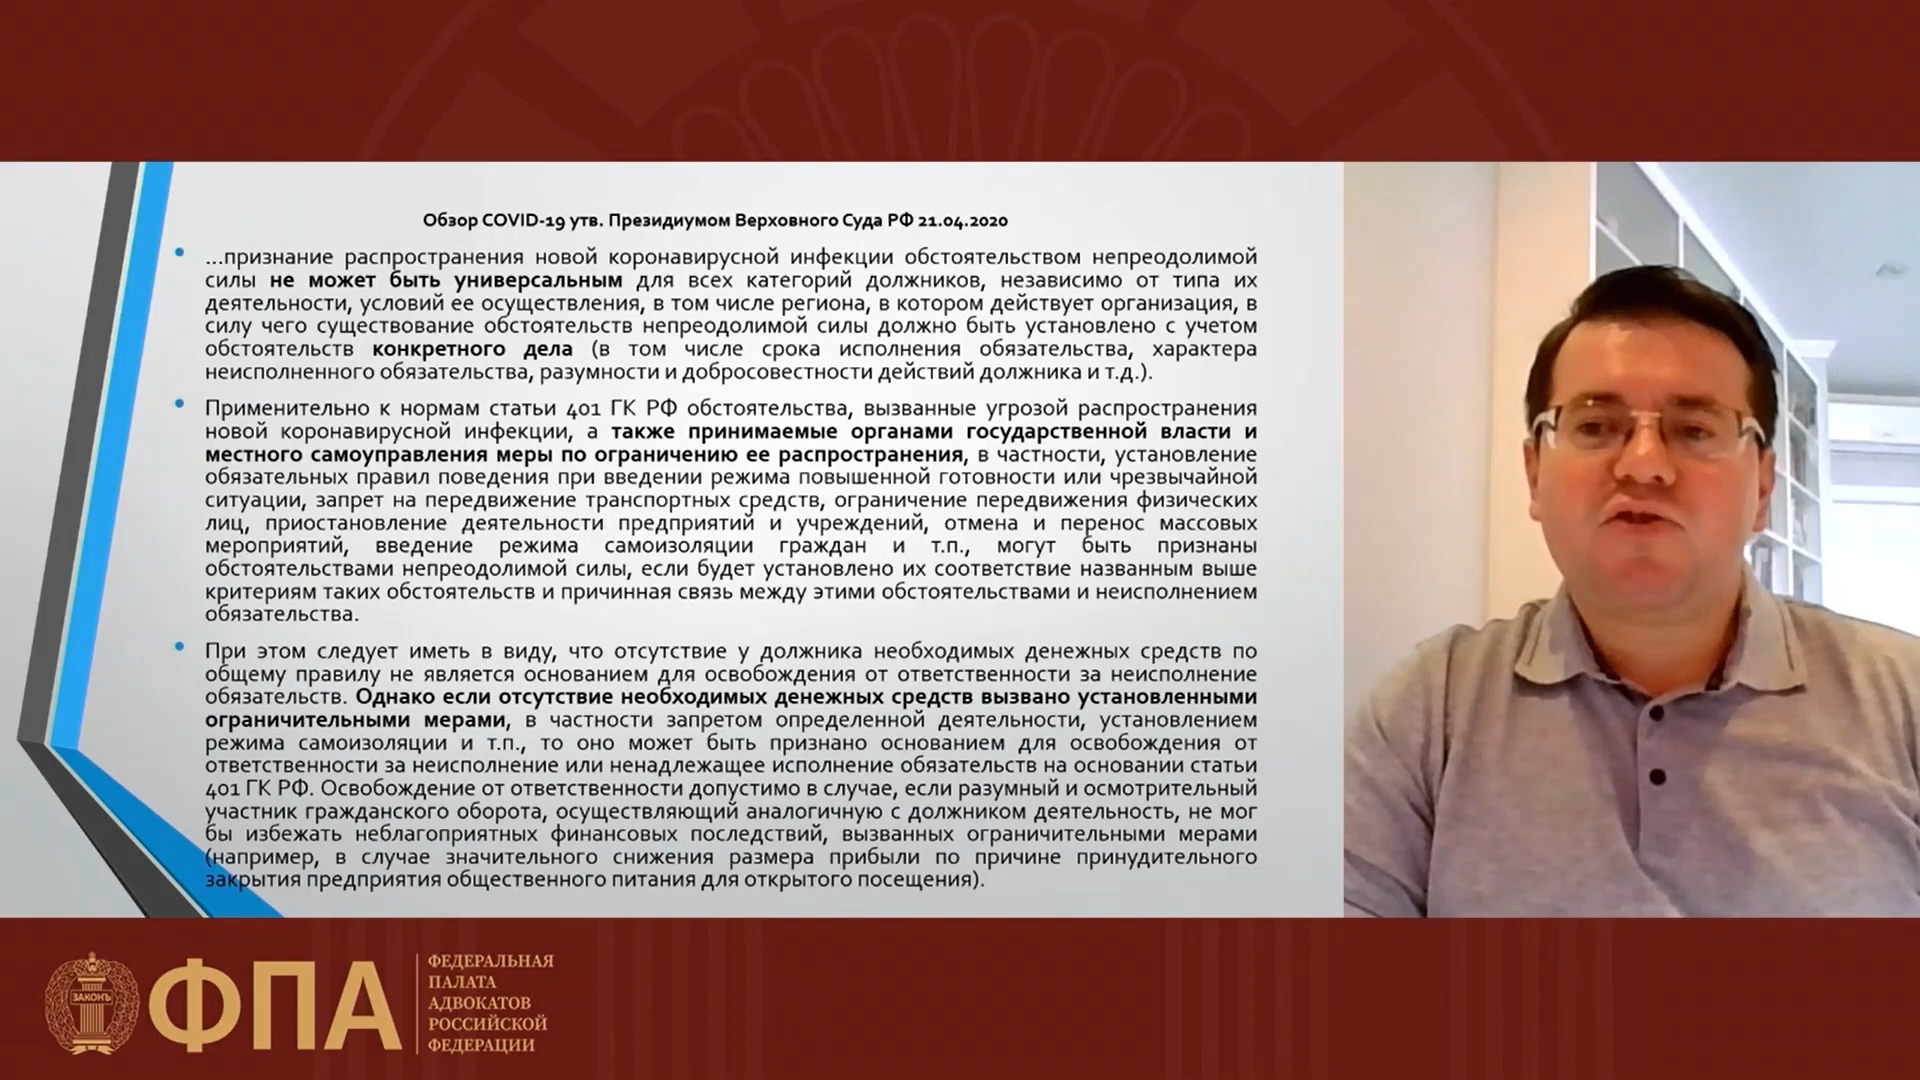 Обзор COVID-19 утв. Президиумом Верховного Суда РФ 21.04.2020
• ...признание распространения новой коронавирусной инфекции обстоятельством непреодолимой
силы не может быть универсальным для всех категорий должников, независимо от типа их
деятельности, условий ее осуществления, в том числе региона, в котором действует организация, в
силу чего существование обстоятельств непреодолимой силы должно быть установлено с учетом
обстоятельств конкретного дела (в том числе срока исполнения обязательства, характера
неисполненного обязательства, разумности и добросовестности действий должника и т.д.).
• Применительно к нормам статьи 401 ГК РФ обстоятельства, вызванные угрозой распространения
новой коронавирусной инфекции, а также принимаемые органами государственной власти и
местного самоуправления меры по ограничению ее распространения, в частности, установление
обязательных правил поведения при введении режима повышенной готовности или чрезвычайной
ситуации, запрет на передвижение транспортных средств, ограничение передвижения физических
лиц, приостановление деятельности предприятий и учреждений, отмена и перенос массовых
мероприятий, введение режима самоизоляции граждан и т.п., могут быть признаны
обстоятельствами непреодолимой силы, если будет установлено их соответствие названным выше
критериям таких обстоятельств и причинная связь между этими обстоятельствами и неисполнением
обязательства.
• При этом следует иметь в виду, что отсутствие у должника необходимых денежных средств по
общему правилу не является основанием для освобождения от ответственности за неисполнение
обязательств. Однако если отсутствие необходимых денежных средств вызвано установленными
ограничительными мерами, в частности запретом определенной деятельности, установлением
режима самоизоляции и т.п., то оно может быть признано основанием для освобождения от
ответственности за неисполнение или ненадлежащее исполнение обязательств на основании статьи
401 ГК РФ. Освобождение от ответственности допустимо в случае, если разумный и осмотрительный
участник гражданского оборота, осуществляющий аналогичную с должником деятельность, не мог
бы избежать неблагоприятных финансовых последствий, вызванных ограничительными мерами
(например, в случае значительного снижения размера прибыли по причине принудительного
закрытия предприятия общественного питания для открытого посещения).
ЗАКОНЪ
ФПА
ФЕДЕРАЛЬНАЯ
ПАЛАТА
АДВОКАТОВ
РОССИЙСКОЙ
ФЕДЕРАЦИИ